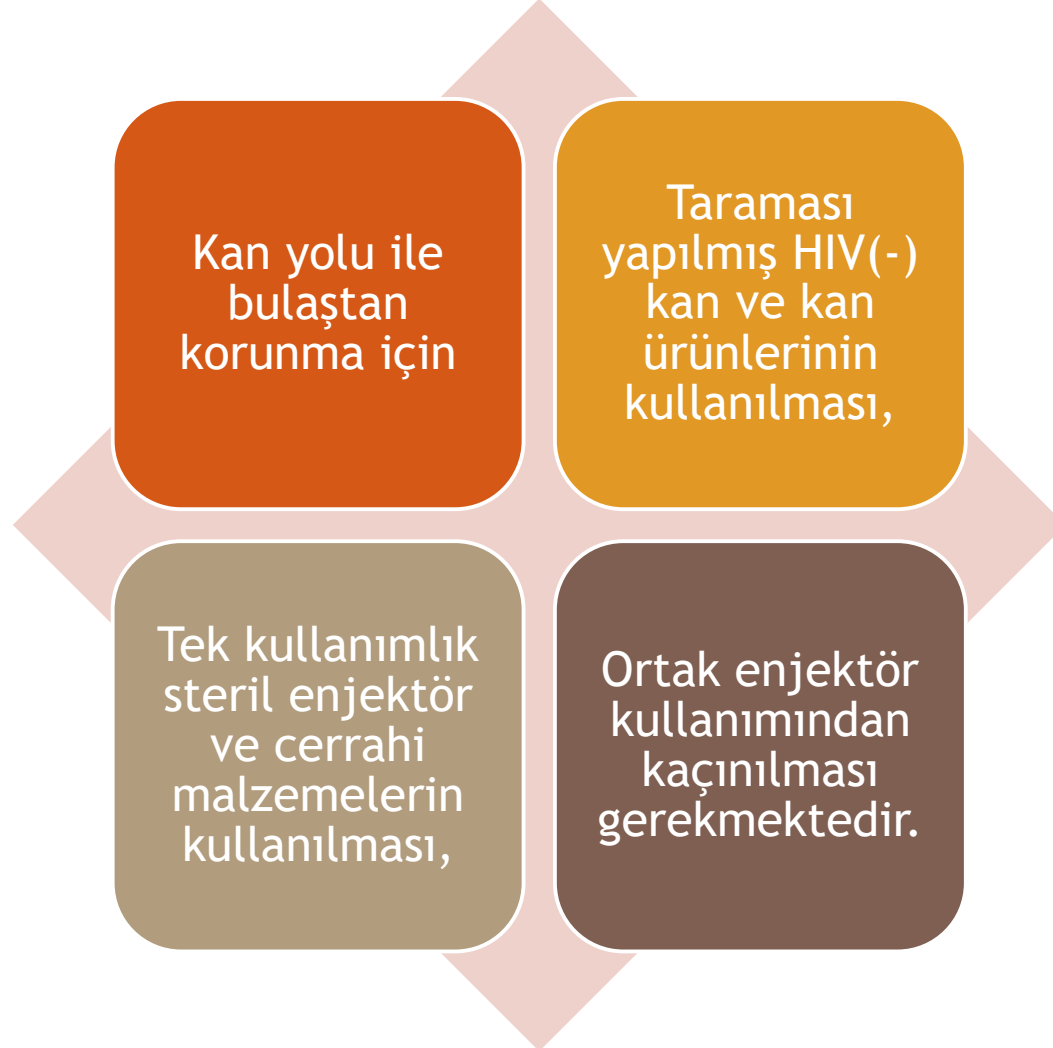 Kan yolu ile
bulaştan
korunma için
Taraması
yapılmış HIV(-)
kan ve kan
ürünlerinin
kullanılması,
Tek kullanımlık
steril enjektör
ve cerrahi
malzemelerin
kullanılması,
Ortak enjektör
kullanımından
kaçınılması
gerekmektedir.